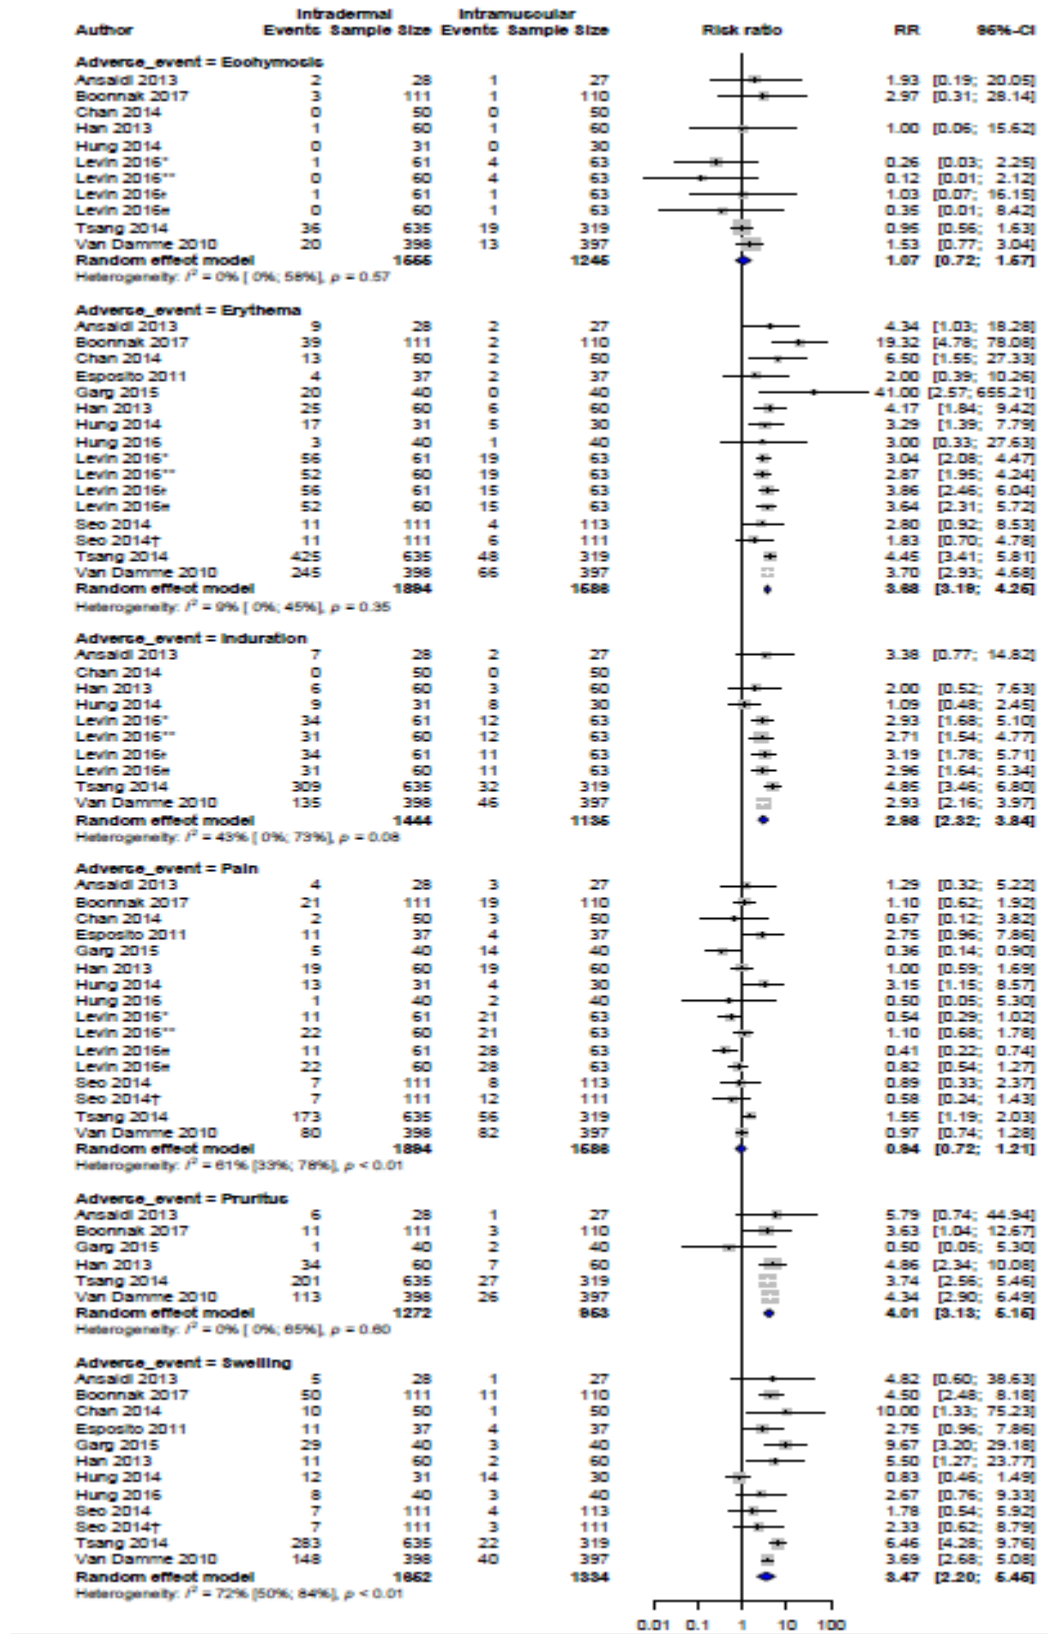 Intradermal Intramuscular
Author Events Sample Size Events Sample Size Risk ratio RR 95%-CI
Adverse_event = Ecchymosis
Ansaldi 2013 2 28 1 27 1.93 [0.19; 20.05]
Boonnak 2017 3 111 1 110 2.97 [0.31; 28.14]
Chan 2014 0 50 0 50
Han 2013 1 60 1 60 1.00 [0.06; 15.62]
Hung 2014 0 31 0 30
Levin 2016* 1 61 4 63 0.26 [0.03; 2.25]
Levin 2016** 0 60 4 63 0.12 [0.01; 2.12]
Levin 2016 1 61 1 63 1.03 [0.07; 16.15]
Levin 2016 0 60 1 63 0.35 [0.01; 8.42]
Tsang 2014 36 635 19 319 0.95 [0.56; 1.63]
Van Damme 2010 20 398 13 397 1.53 [0.77; 3.04]
Random effect model 1555 1245 1.07 [0.72; 1.57]
Heterogeneity: I² = 0% [ 0%; 58%], p = 0.57
Adverse_event = Erythema
Ansaldi 2013 9 28 2 27 4.34 [1.03; 18.28]
Boonnak 2017 39 111 2 110 19.32 [4.78; 78.08]
Chan 2014 13 50 2 50 6.50 [1.55; 27.33]
Esposito 2011 4 37 2 37 2.00 [0.39; 10.26]
Garg 2015 20 40 0 40 41.00 [2.57; 655.21]
Han 2013 25 60 6 60 4.17 [1.84; 9.42]
Hung 2014 17 31 5 30 3.29 [1.39; 7.79]
Hung 2016 3 40 1 40 3.00 [0.33; 27.63]
Levin 2016* 56 61 19 63 3.04 [2.08; 4.47]
Levin 2016** 52 60 19 63 2.87 [1.95; 4.24]
Levin 2016 56 61 15 63 3.86 [2.46; 6.04]
Levin 2016 52 60 15 63 3.64 [2.31; 5.72]
Seo 2014 11 111 4 113 2.80 [0.92; 8.53]
Seo 2014† 11 111 6 111 1.83 [0.70; 4.78]
Tsang 2014 425 635 48 319 4.45 [3.41; 5.81]
Van Damme 2010 245 398 66 397 3.70 [2.93; 4.68]
Random effect model 1894 1586 3.68 [3.19; 4.25]
Heterogeneity: I² = 9% [ 0%; 45%], p = 0.35
Adverse_event = Induration
Ansaldi 2013 7 28 2 27 3.38 [0.77; 14.82]
Chan 2014 0 50 0 50
Han 2013 6 60 3 60 2.00 [0.52; 7.63]
Hung 2014 9 31 8 30 1.09 [0.48; 2.45]
Levin 2016* 34 61 12 63 2.93 [1.68; 5.10]
Levin 2016** 31 60 12 63 2.71 [1.54; 4.77]
Levin 2016 34 61 11 63 3.19 [1.78; 5.71]
Levin 2016 31 60 11 63 2.96 [1.64; 5.34]
Tsang 2014 309 635 32 319 4.85 [3.46; 6.80]
Van Damme 2010 135 398 46 397 2.93 [2.16; 3.97]
Random effect model 1444 1135 2.98 [2.32; 3.84]
Heterogeneity: I² = 43% [ 0%; 73%], p = 0.08
Adverse_event = Pain
Ansaldi 2013 4 28 3 27 1.29 [0.32; 5.22]
Boonnak 2017 21 111 19 110 1.10 [0.62; 1.92]
Chan 2014 2 50 3 50 0.67 [0.12; 3.82]
Esposito 2011 11 37 4 37 2.75 [0.96; 7.86]
Garg 2015 5 40 14 40 0.36 [0.14; 0.90]
Han 2013 19 60 19 60 1.00 [0.59; 1.69]
Hung 2014 13 31 4 30 3.15 [1.15; 8.57]
Hung 2016 1 40 2 40 0.50 [0.05; 5.30]
Levin 2016* 11 61 21 63 0.54 [0.29; 1.02]
Levin 2016** 22 60 21 63 1.10 [0.68; 1.78]
Levin 2016 11 61 28 63 0.41 [0.22; 0.74]
Levin 2016 22 60 28 63 0.82 [0.54; 1.27]
Seo 2014 7 111 8 113 0.89 [0.33; 2.37]
Seo 2014† 7 111 12 111 0.58 [0.24; 1.43]
Tsang 2014 173 635 56 319 1.55 [1.19; 2.03]
Van Damme 2010 80 398 82 397 0.97 [0.74; 1.28]
Random effect model 1894 1586 0.94 [0.72; 1.21]
Heterogeneity: I² = 61% [33%; 78%], p < 0.01
Adverse_event = Pruritus
Ansaldi 2013 6 28 1 27 5.79 [0.74; 44.94]
Boonnak 2017 11 111 3 110 3.63 [1.04; 12.67]
Garg 2015 1 40 2 40 0.50 [0.05; 5.30]
Han 2013 34 60 7 60 4.86 [2.34; 10.08]
Tsang 2014 201 635 27 319 3.74 [2.56; 5.46]
Van Damme 2010 113 398 26 397 4.34 [2.90; 6.49]
Random effect model 1272 953 4.01 [3.13; 5.15]
Heterogeneity: I² = 0% [ 0%; 65%], p = 0.60
Adverse_event = Swelling
Ansaldi 2013 5 28 1 27 4.82 [0.60; 38.63]
Boonnak 2017 50 111 11 110 4.50 [2.48; 8.18]
Chan 2014 10 50 1 50 10.00 [1.33; 75.23]
Esposito 2011 11 37 4 37 2.75 [0.96; 7.86]
Garg 2015 29 40 3 40 9.67 [3.20; 29.18]
Han 2013 11 60 2 60 5.50 [1.27; 23.77]
Hung 2014 12 31 14 30 0.83 [0.46; 1.49]
Hung 2016 8 40 3 40 2.67 [0.76; 9.33]
Seo 2014 7 111 4 113 1.78 [0.54; 5.92]
Seo 2014† 7 111 3 111 2.33 [0.62; 8.79]
Tsang 2014 283 635 22 319 6.46 [4.28; 9.76]
Van Damme 2010 148 398 40 397 3.69 [2.68; 5.08]
Random effect model 1652 1334 3.47 [2.20; 5.46]
Heterogeneity: I² = 72% [50%; 84%], p < 0.01
0.01 0.1 1 10 100